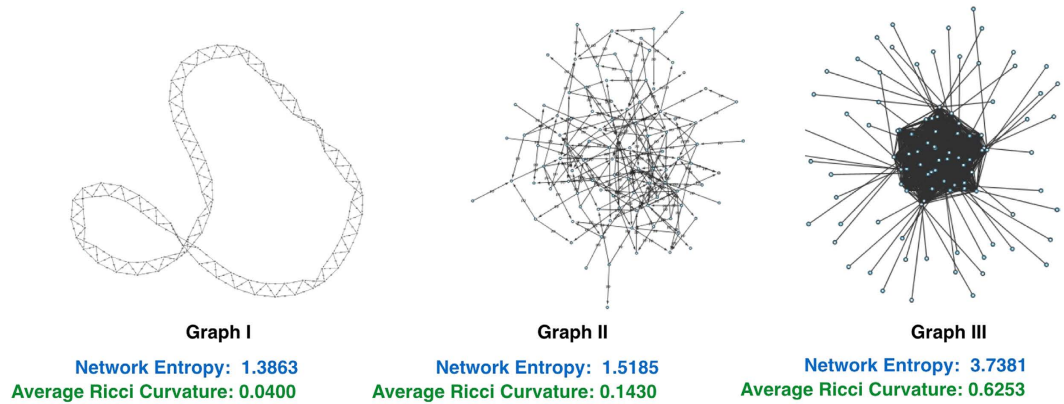 Graph I
Network Entropy: 1.3863
Average Ricci Curvature: 0.0400
Graph II
Network Entropy: 1.5185
Average Ricci Curvature: 0.1430
Graph III
Network Entropy: 3.7381
Average Ricci Curvature: 0.6253